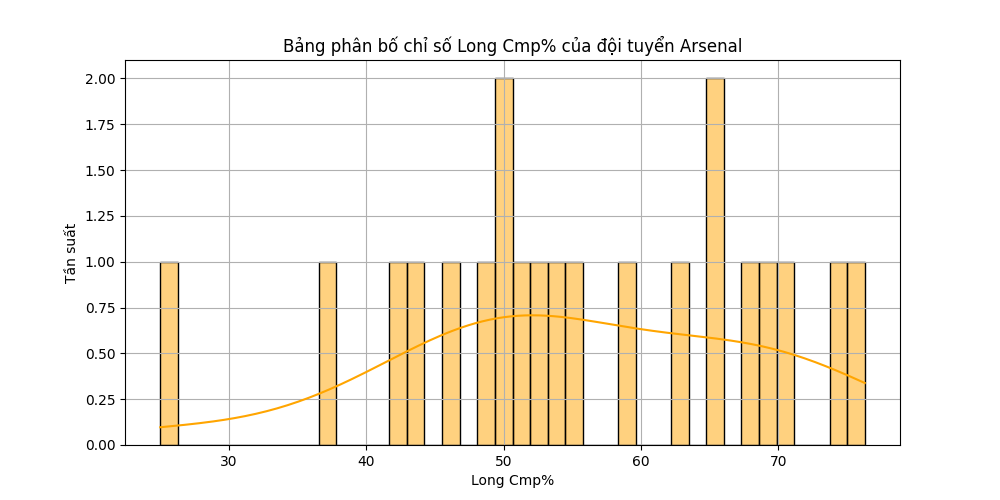 Bảng phân bố chỉ số Long Cmp% của đội tuyển Arsenal
Tần suất
2.00
1.75
1.50
1.25
1.00
0.75
0.50
0.25
0.00
30 40 50 60 70
Long Cmp%